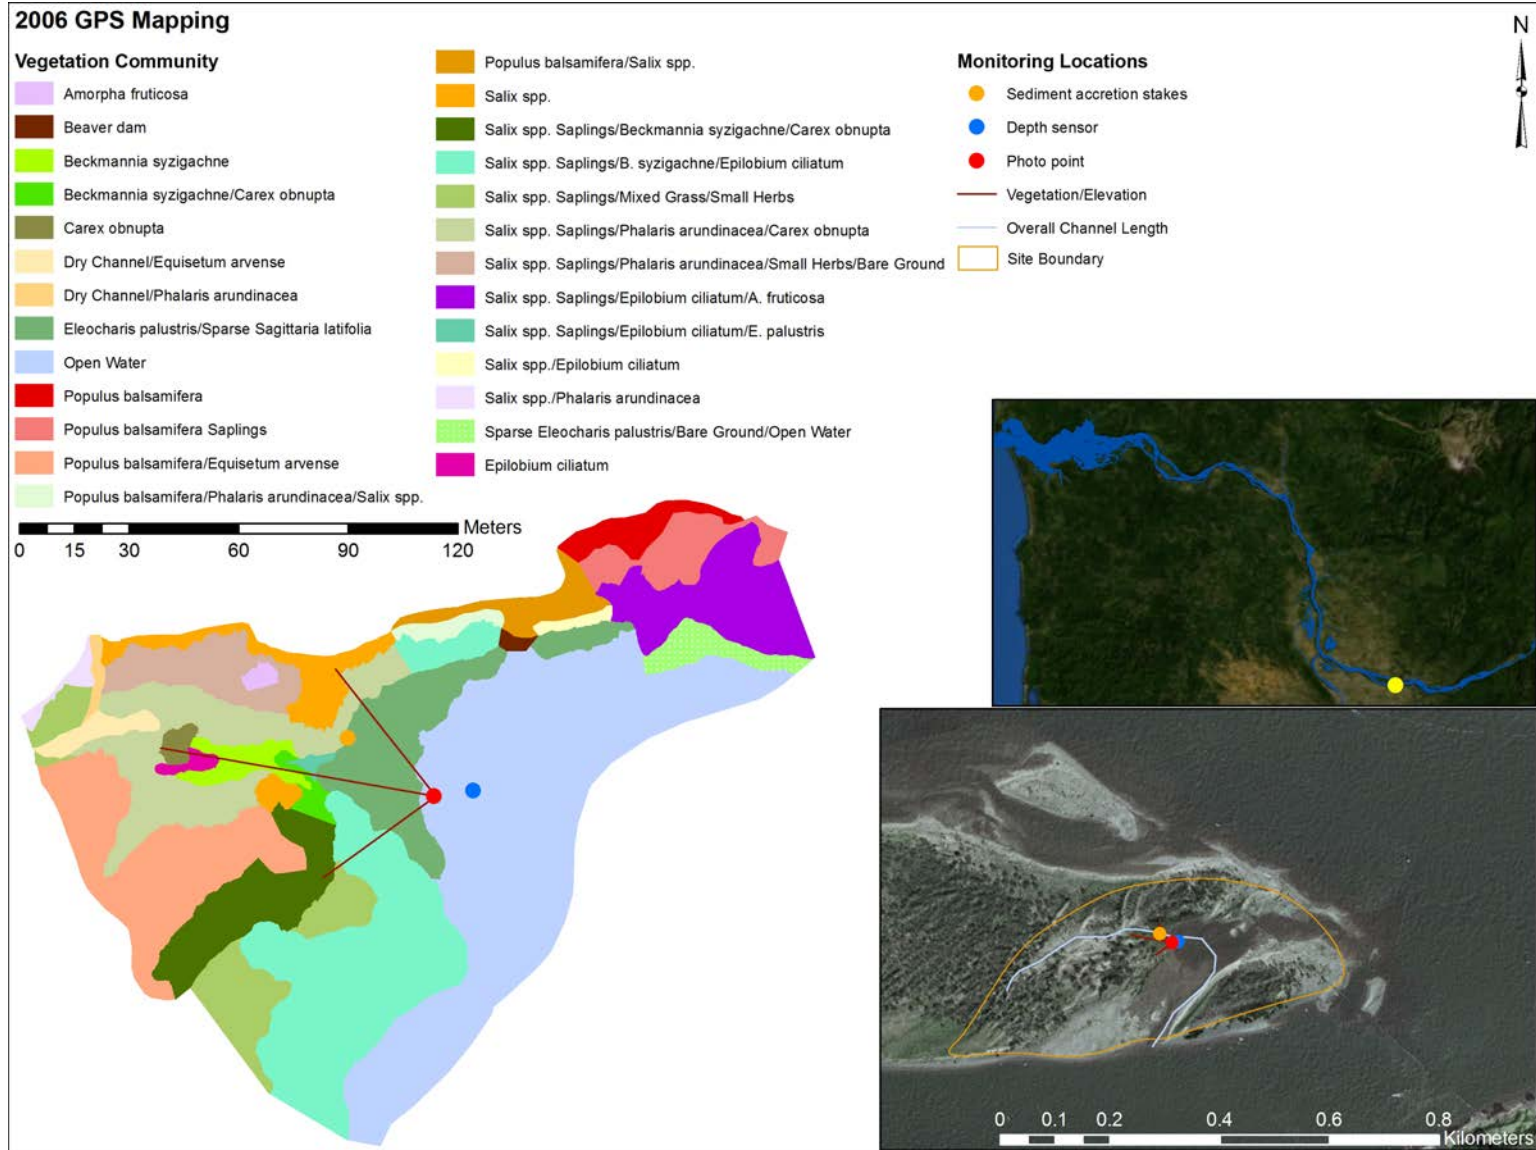 2006 GPS Mapping
N
Vegetation Community
Amorpha fruticosa
Beaver dam
Beckmannia syzigachne
Beckmannia syzigachne/Carex obnupta
Carex obnupta
Dry Channel/Equisetum arvense
Dry Channel/Phalaris arundinacea
Eleocharis palustris/Sparse Sagittaria latifolia
Open Water
Populus balsamifera
Populus balsamifera Saplings
Populus balsamifera/Equisetum arvense
Populus balsamifera/Phalaris arundinacea/Salix spp.
Populus balsamifera/Salix spp.
Salix spp.
Salix spp. Saplings/Beckmannia syzigachne/Carex obnupta
Salix spp. Saplings/B. syzigachne/Epilobium ciliatum
Salix spp. Saplings/Mixed Grass/Small Herbs
Salix spp. Saplings/Phalaris arundinacea/Carex obnupta
Salix spp. Saplings/Phalaris arundinacea/Small Herbs/Bare Ground
Salix spp. Saplings/Epilobium ciliatum/A. fruticosa
Salix spp. Saplings/Epilobium ciliatum/E. palustris
Salix spp./Epilobium ciliatum
Salix spp./Phalaris arundinacea
Sparse Eleocharis palustris/Bare Ground/Open Water
Epilobium ciliatum
Monitoring Locations
Sediment accretion stakes
Depth sensor
Photo point
Vegetation/Elevation
Overall Channel Length
Site Boundary
Meters
0 15 30 60 90 120
0 0.1 0.2 0.4 0.6 0.8
Kilometers